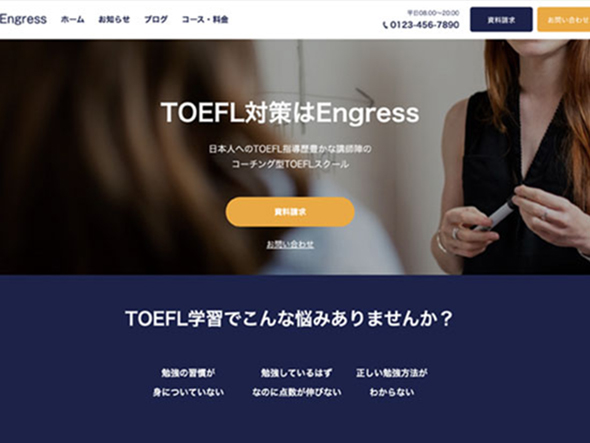 Engress ホーム お知らせ ブログ コース・料金
平日08:00〜20:00
0123-456-7890
資料請求 お問い合わせ
TOEFL対策はEngress
日本人へのTOEFL指導歴豊かな講師陣の
コーチング型TOEFLスクール
資料請求
お問い合わせ
TOEFL学習でこんな悩みありませんか？
勉強の習慣が 勉強しているはず 正しい勉強方法が
身についていない なのに点数が伸びない わからない